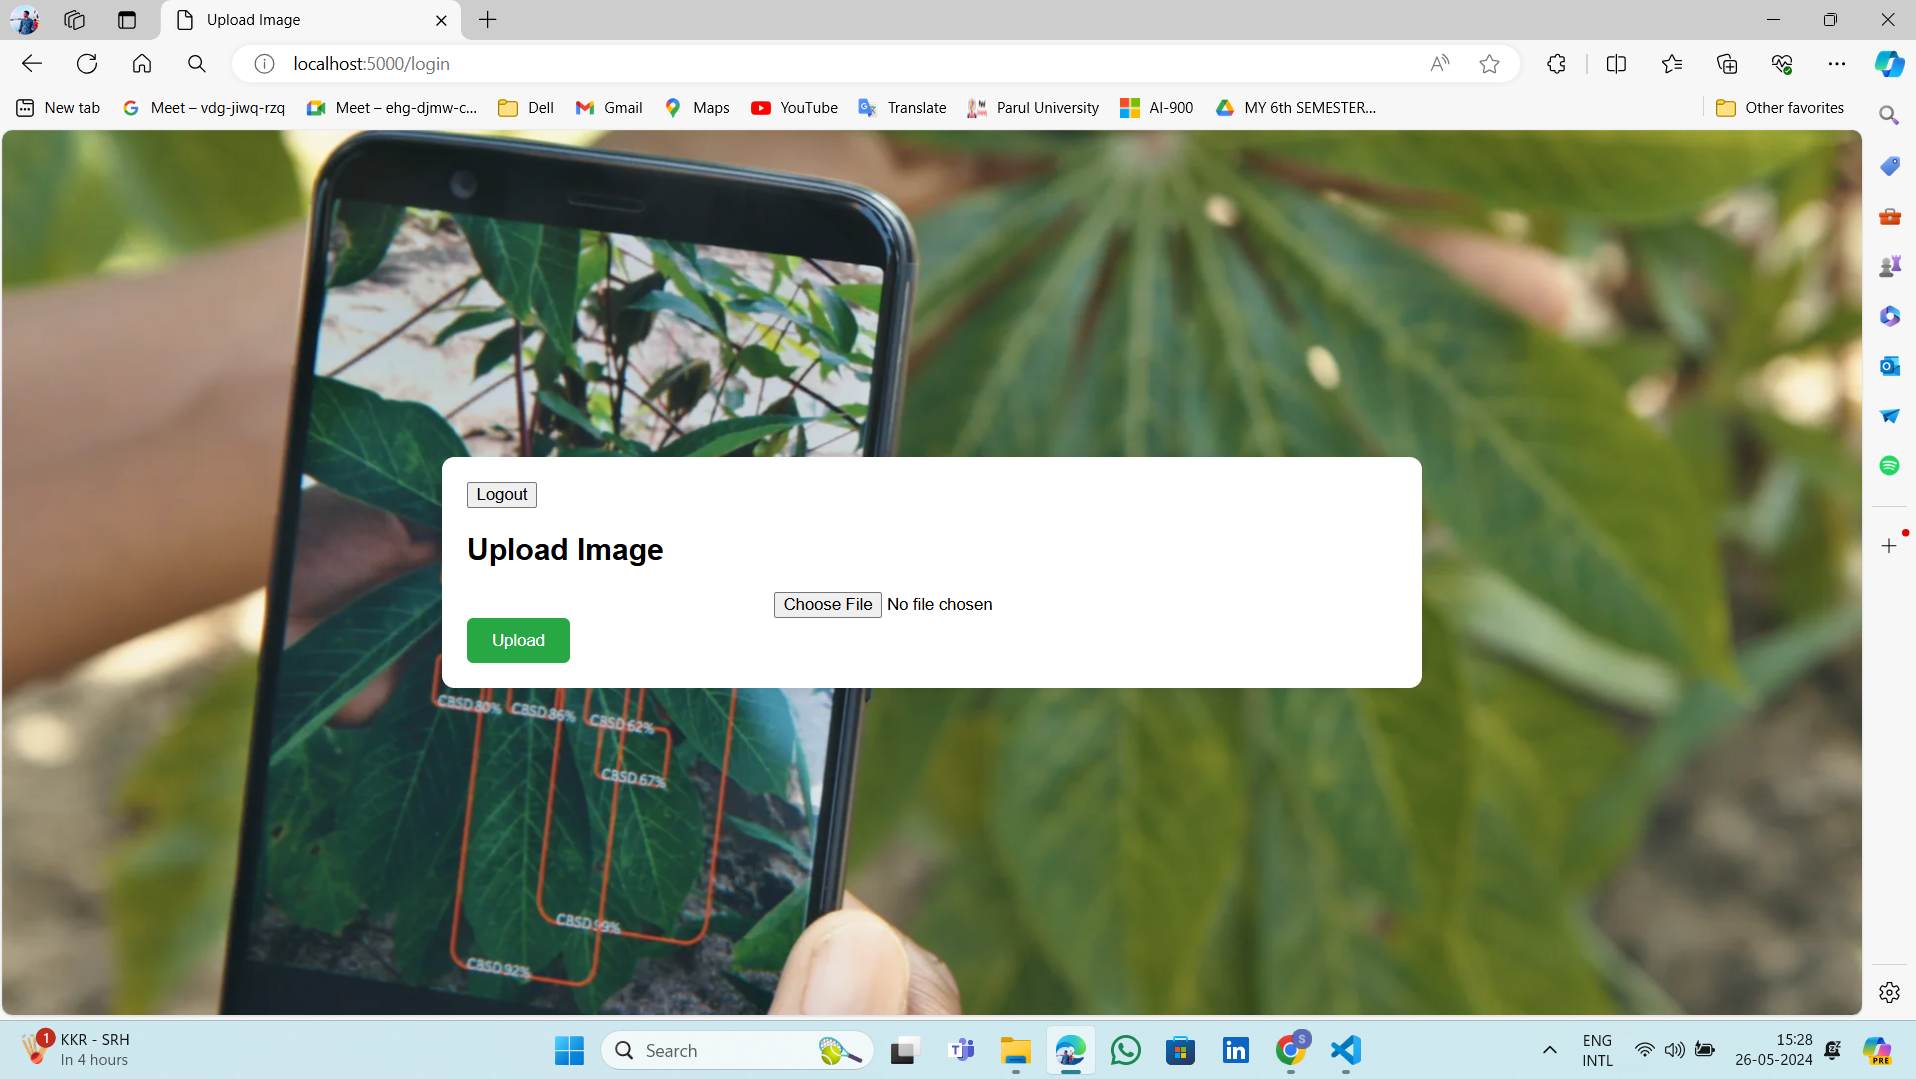 Upload Image
localhost:5000/login
New tab
Meet – vdg-jiwq-rzq
Meet – ehg-djmw-c...
Dell
Gmail
Maps
YouTube
Translate
Parul University
AI-900
MY 6th SEMESTER...
Other favorites
Logout
Upload Image
Choose File No file chosen
Upload
CBSD 80% CBSD 86% CBSD 62%
CBSD 67%
CBSD 99%
CBSD 92%
1
KKR - SRH
In 4 hours
Search
S
PRE
ENG
INTL
15:28
26-05-2024